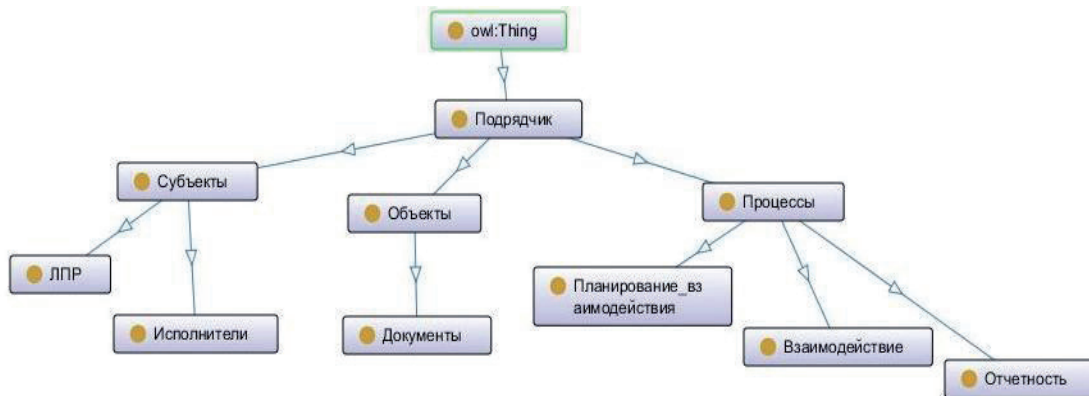 owl:Thing
Подрядчик
Субъекты
Объекты
Процессы
ЛПР
Исполнители
Документы
Планирование_вз
аимодействия
Взаимодействие
Отчетность